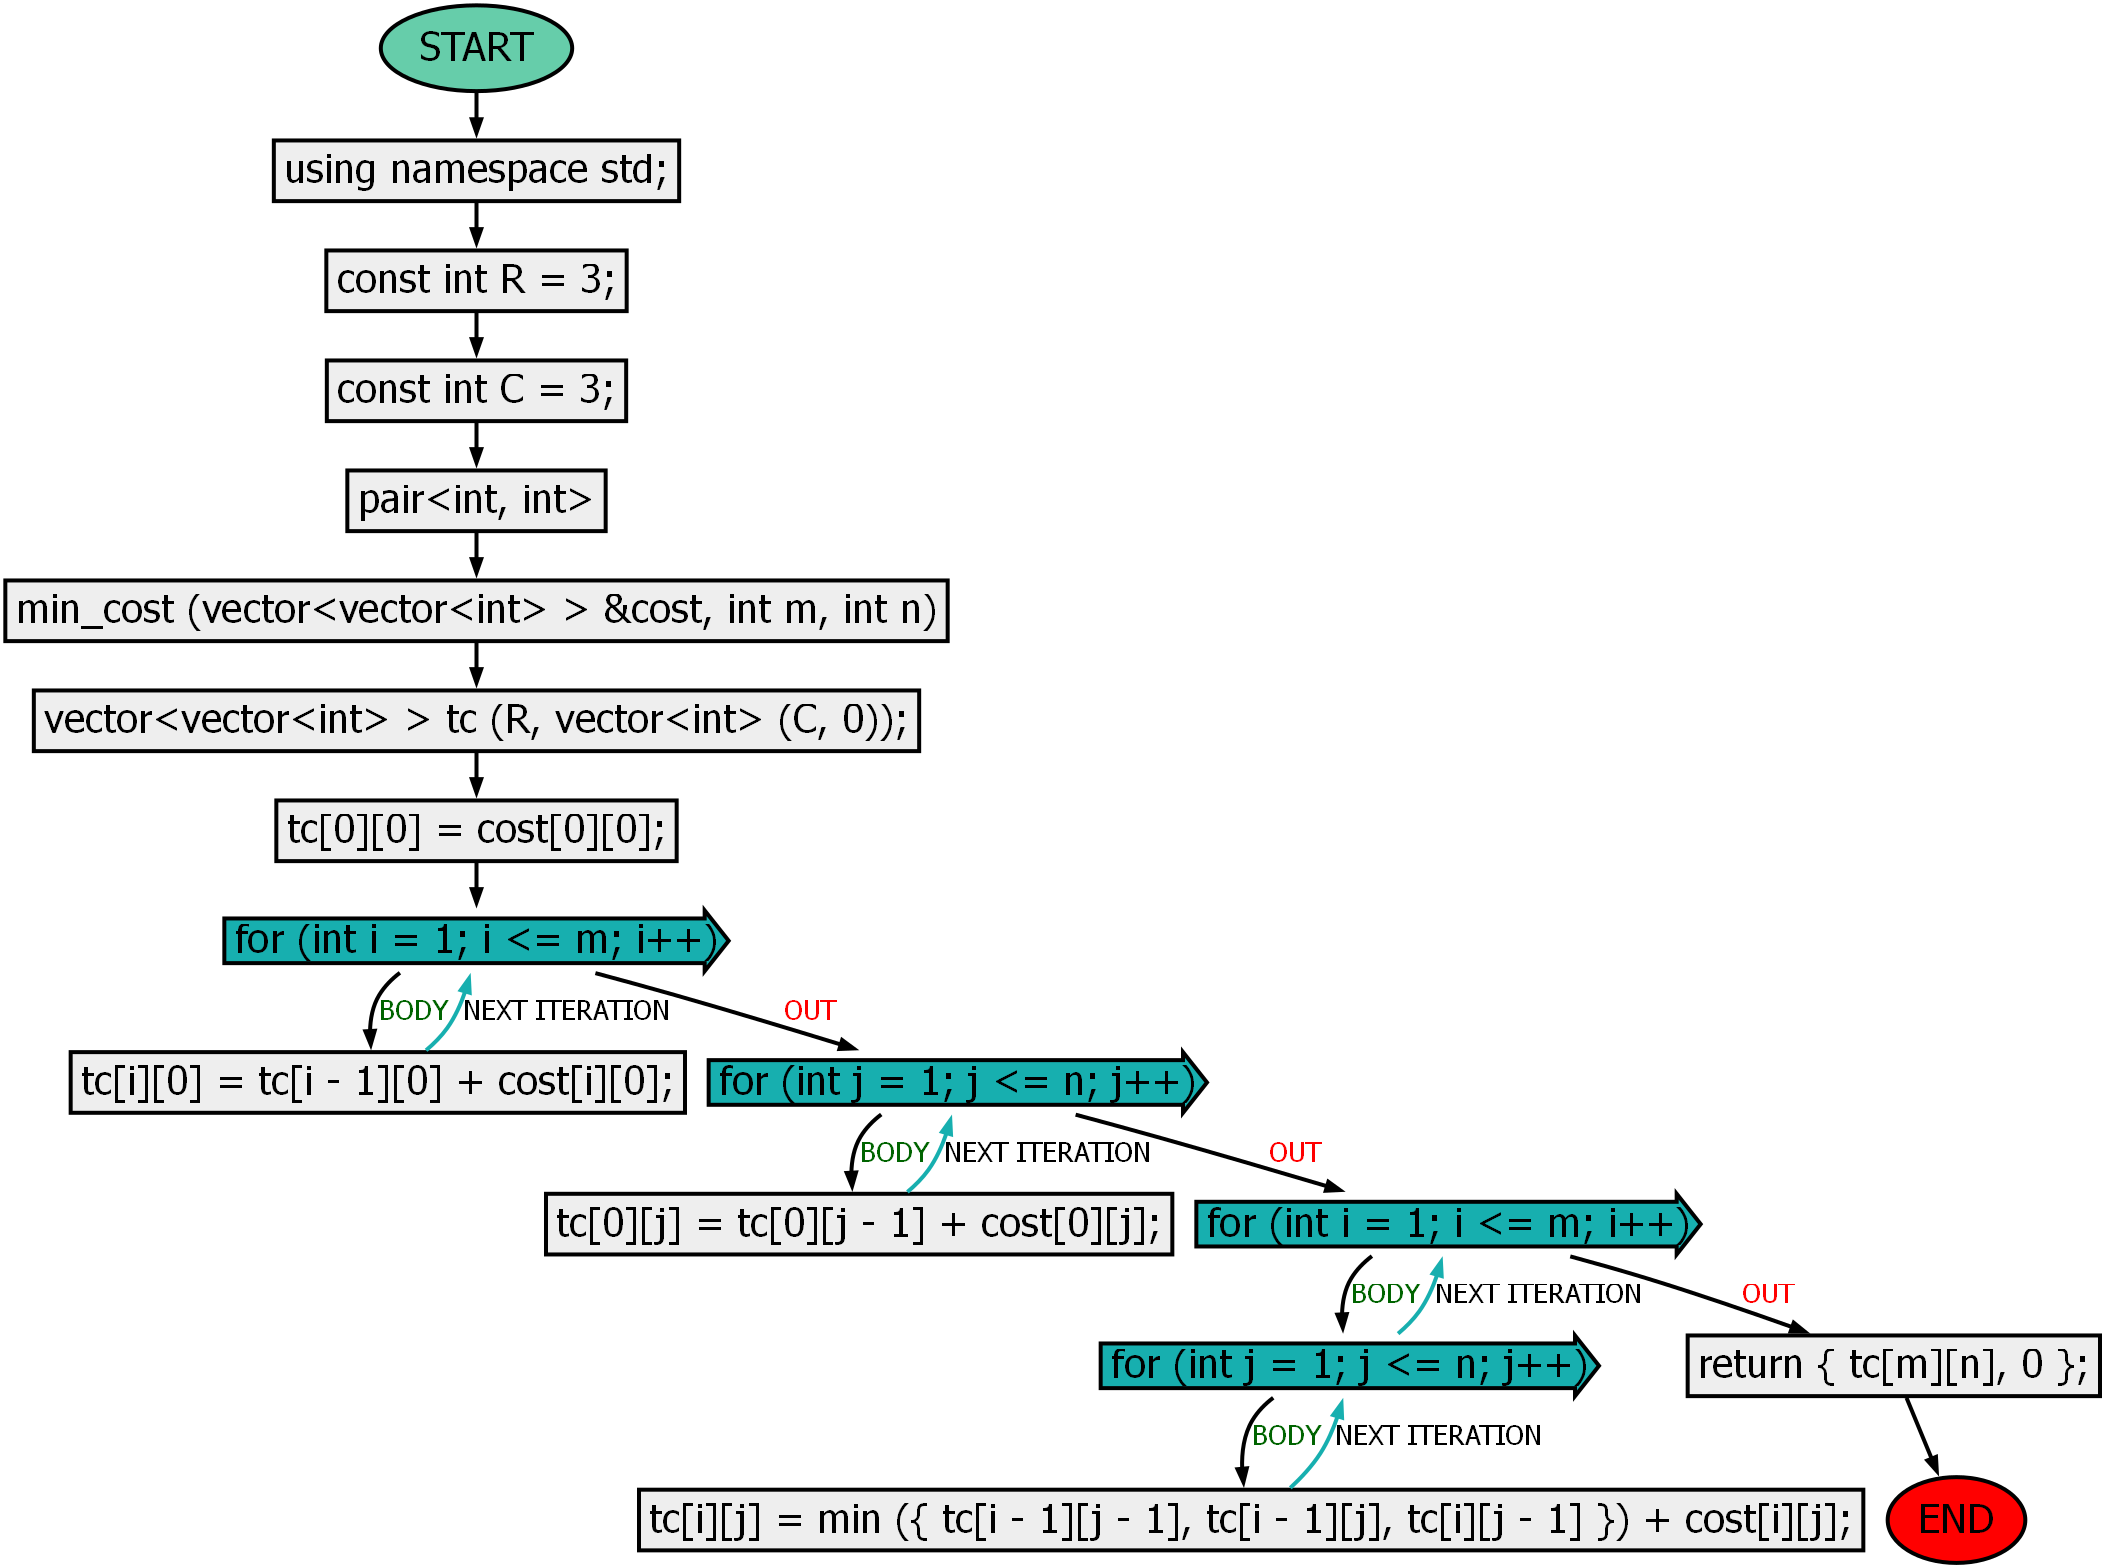 START
using namespace std;
const int R = 3;
const int C = 3;
pair<int, int>
min_cost (vector<vector<int> > &cost, int m, int n)
vector<vector<int> > tc (R, vector<int> (C, 0));
tc[0][0] = cost[0][0];
for (int i = 1; i <= m; i++)
BODY
NEXT ITERATION
OUT
tc[i][0] = tc[i - 1][0] + cost[i][0];
for (int j = 1; j <= n; j++)
BODY
NEXT ITERATION
OUT
tc[0][j] = tc[0][j - 1] + cost[0][j];
for (int i = 1; i <= m; i++)
BODY
NEXT ITERATION
OUT
for (int j = 1; j <= n; j++)
return { tc[m][n], 0 };
BODY
NEXT ITERATION
tc[i][j] = min ({ tc[i - 1][j - 1], tc[i - 1][j], tc[i][j - 1] }) + cost[i][j];
END